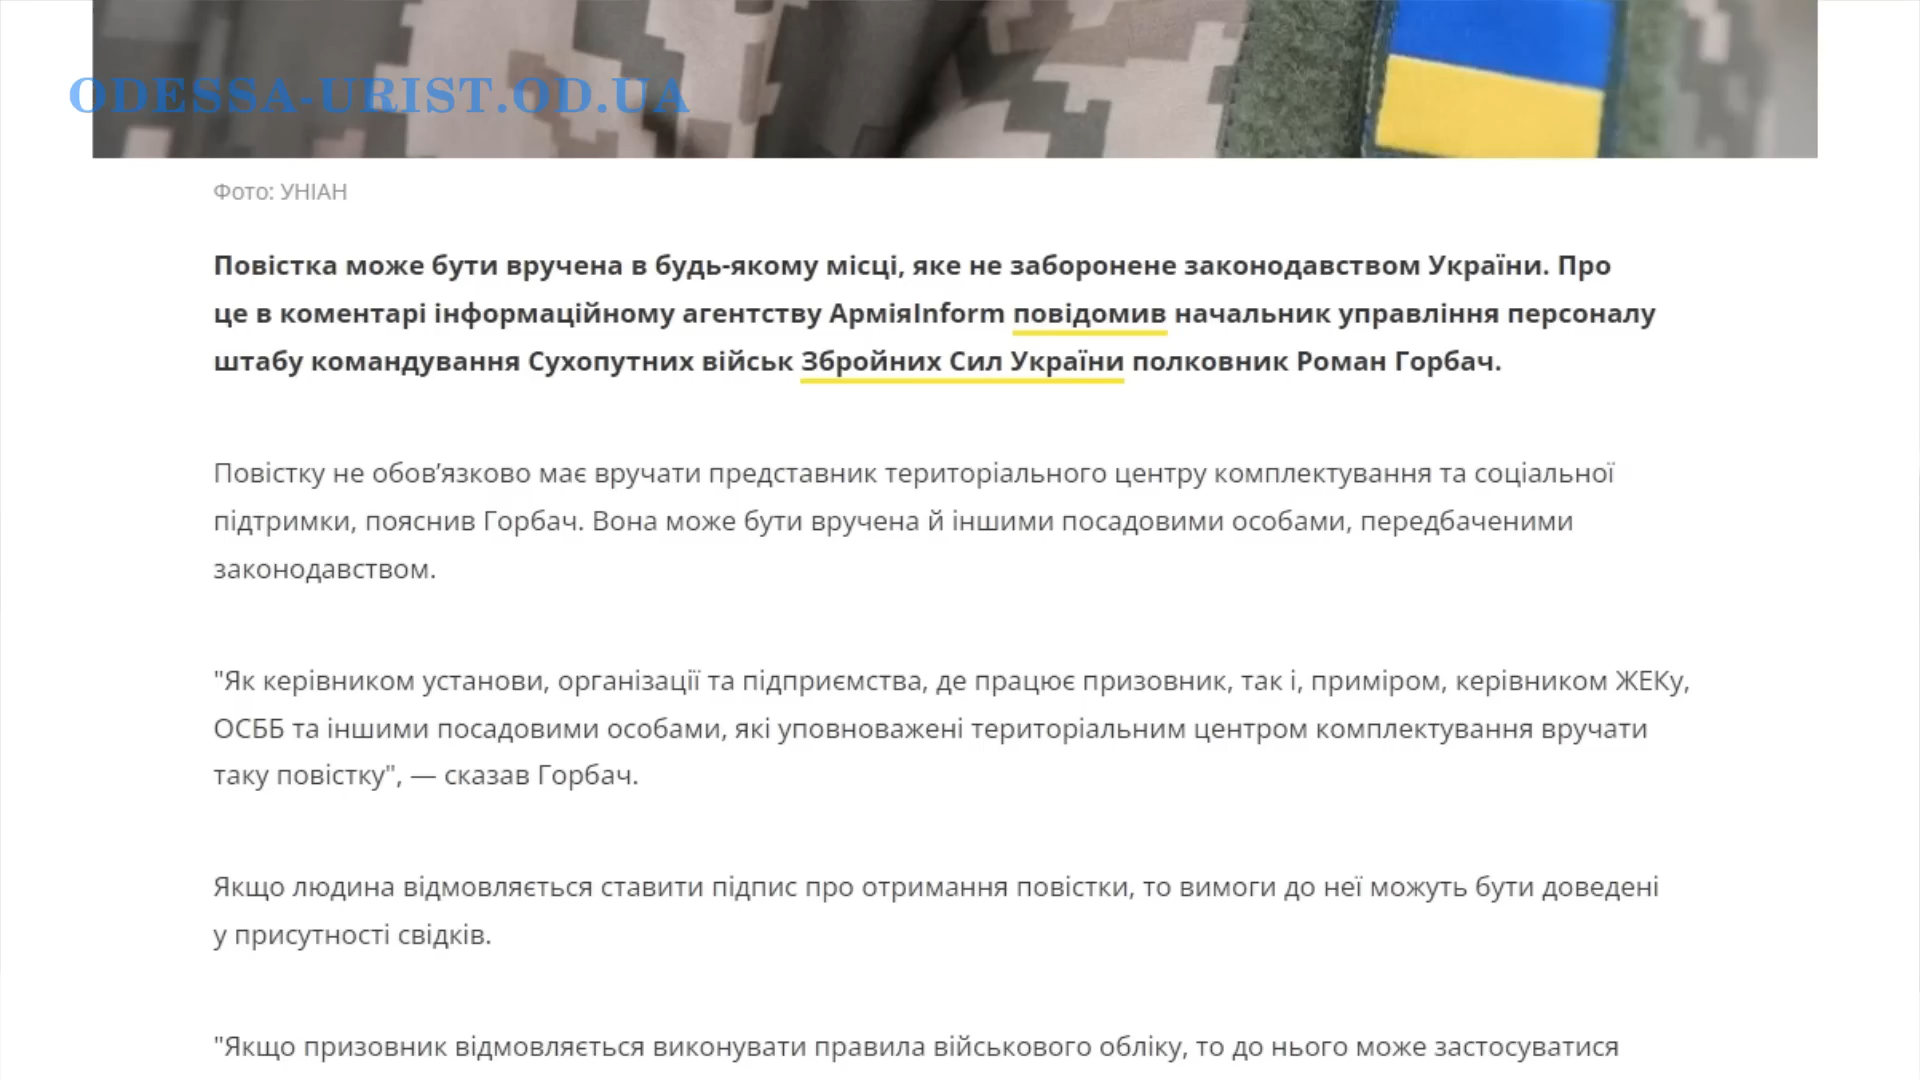 ODESSA-URIST.OD.UA
Фото: УНІАН
Повістка може бути вручена в будь-якому місці, яке не заборонене законодавством України. Про
це в коментарі інформаційному агентству АрміяInform повідомив начальник управління персоналу
штабу командування Сухопутних військ Збройних Сил України полковник Роман Горбач.
Повістку не обов’язково має вручати представник територіального центру комплектування та соціальної
підтримки, пояснив Горбач. Вона може бути вручена й іншими посадовими особами, передбаченими
законодавством.
"Як керівником установи, організації та підприємства, де працює призовник, так і, приміром, керівником ЖЕКу,
ОСББ та іншими посадовими особами, які уповноважені територіальним центром комплектування вручати
таку повістку", — сказав Горбач.
Якщо людина відмовляється ставити підпис про отримання повістки, то вимоги до неї можуть бути доведені
у присутності свідків.
"Якщо призовник відмовляється виконувати правила військового обліку, то до нього може застосуватися